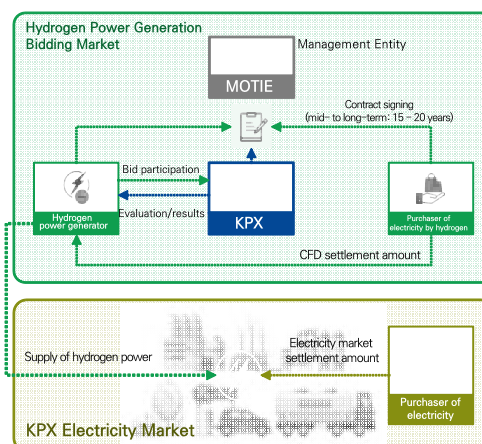 Hydrogen Power Generation
Bidding Market
Management Entity
MOTIE
Contract signing
(mid- to long-term: 15 - 20 years)
Bid participation
Evaluation/results
Hydrogen
power generator
KPX
Purchaser of
electricity by hydrogen
CFD settlement amount
Supply of hydrogen power
Electricity market
settlement amount
Purchaser of
electricity
KPX Electricity Market